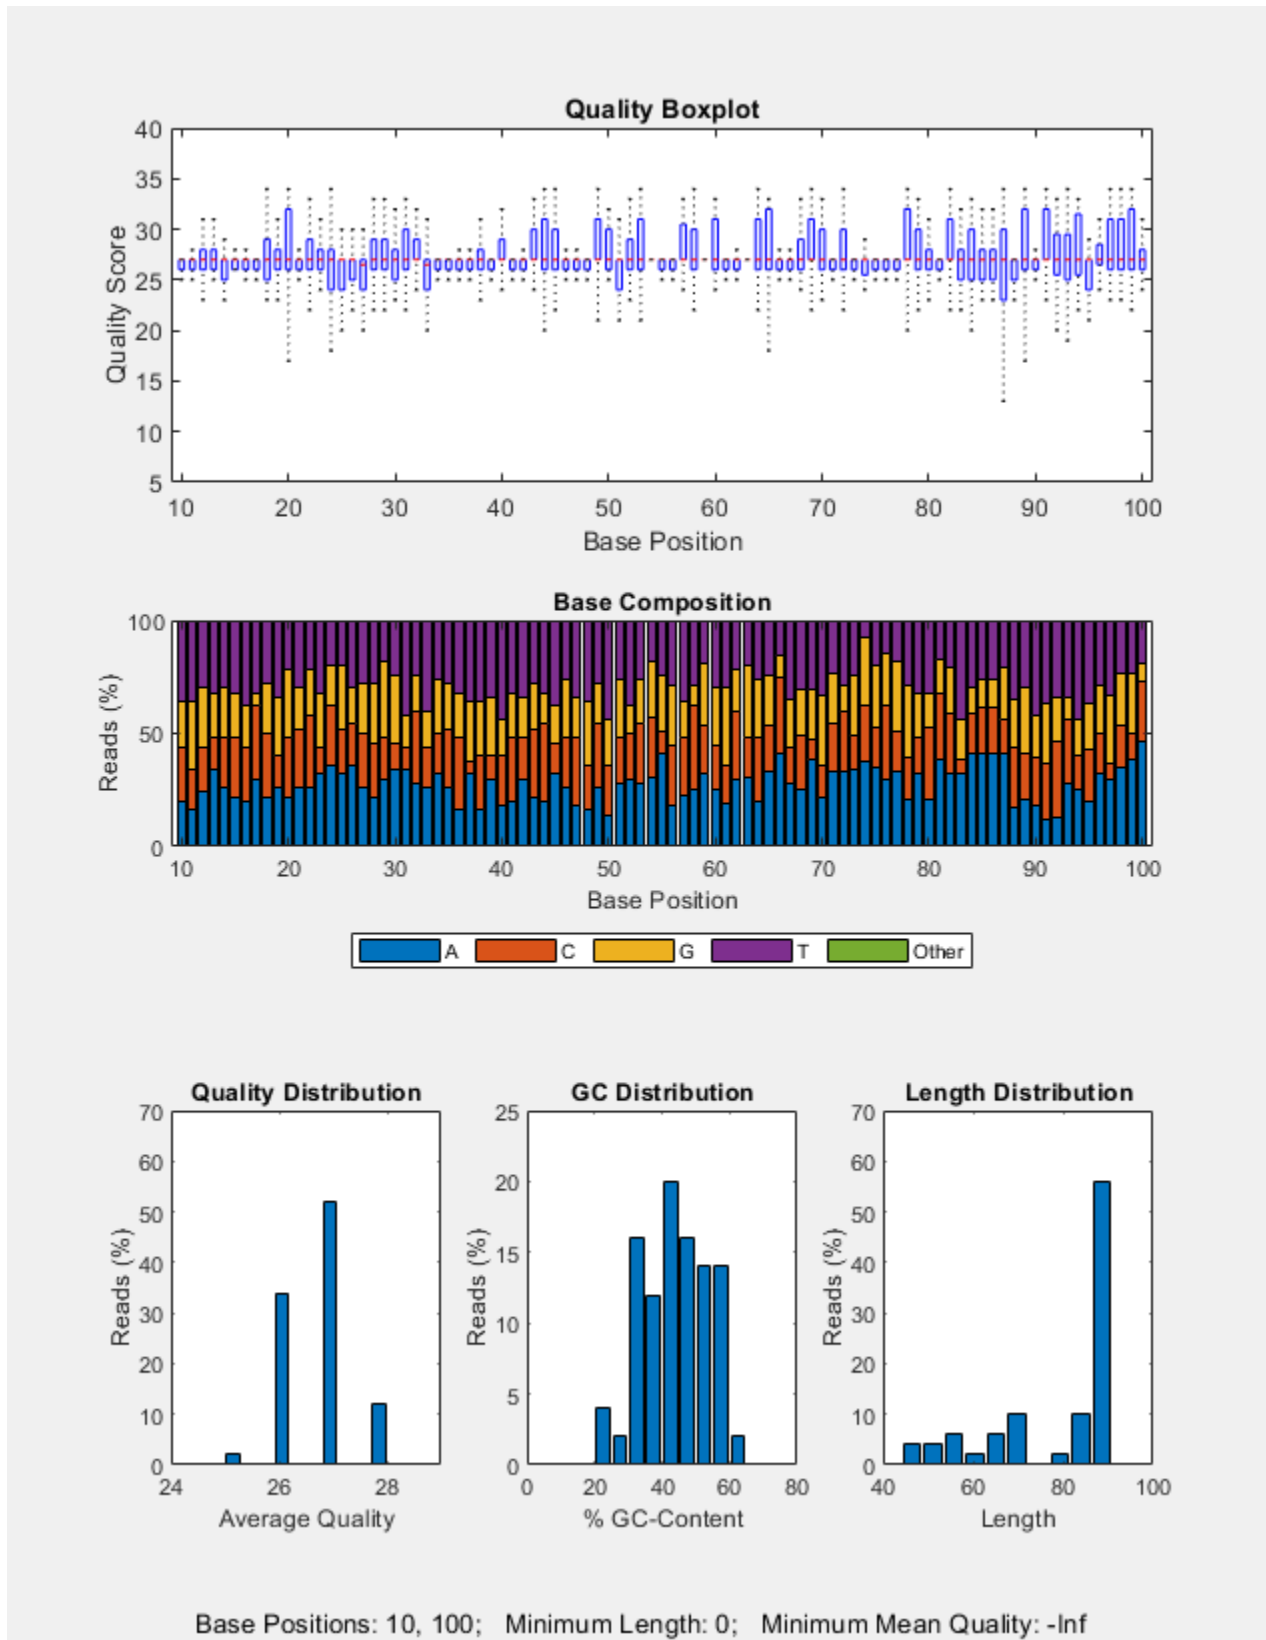 Quality Boxplot
40
35
30
25
20
15
10
5
Quality Score
10 20 30 40 50 60 70 80 90 100
Base Position
Base Composition
100
50
0
Reads (%)
10 20 30 40 50 60 70 80 90 100
Base Position
A C G T Other
Quality Distribution
70
60
50
40
30
20
10
0
Reads (%)
24 26 28
Average Quality
GC Distribution
25
20
15
10
5
0
Reads (%)
0 20 40 60 80
% GC-Content
Length Distribution
70
60
50
40
30
20
10
0
Reads (%)
40 60 80 100
Length
Base Positions: 10, 100; Minimum Length: 0; Minimum Mean Quality: -Inf